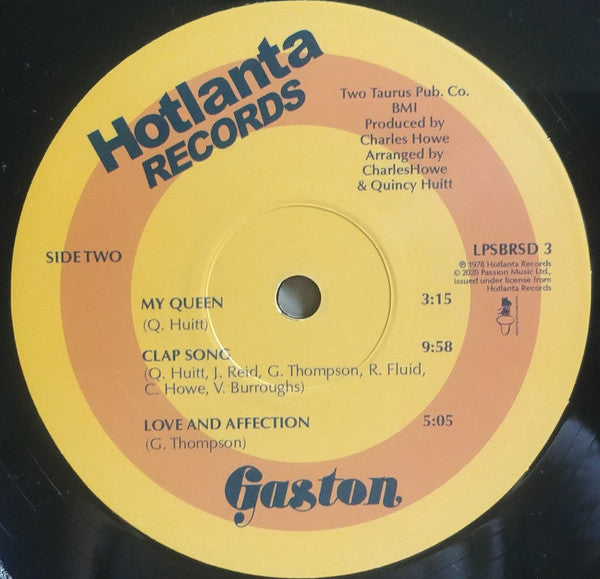 Hotlanta
RECORDS
Two Taurus Pub. Co.
BMI
Produced by
Charles Howe
Arranged by
CharlesHowe
& Quincy Huitt
SIDE TWO
LPSBRSD 3
℗ 1978 Hotlanta Records
© 2020 Passion Music Ltd.,
issued under license from
Hotlanta Records
MY QUEEN 3:15
(Q. Huitt)
CLAP SONG 9:58
(Q. Huitt, J. Reid, G. Thompson, R. Fluid,
C. Howe, V. Burroughs)
LOVE AND AFFECTION 5:05
(G. Thompson)
Gaston